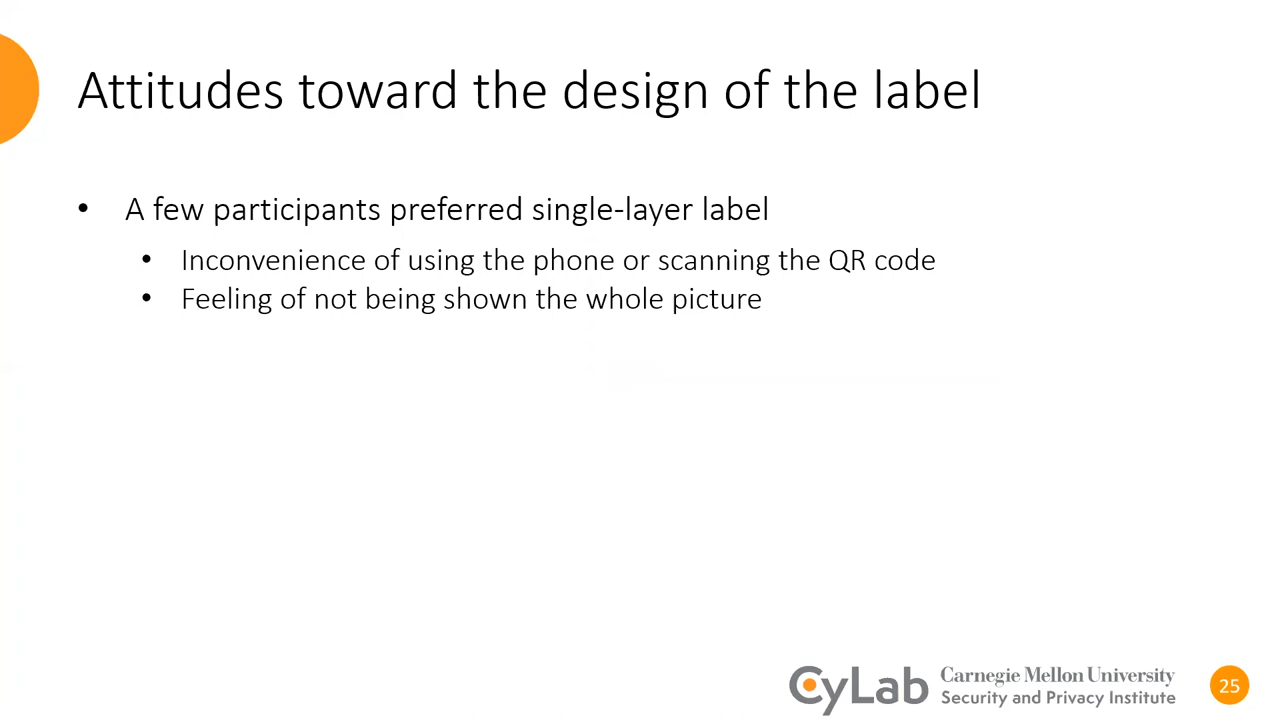 Attitudes toward the design of the label
• A few participants preferred single-layer label
• Inconvenience of using the phone or scanning the QR code
• Feeling of not being shown the whole picture
CyLab
Carnegie Mellon University
Security and Privacy Institute
25